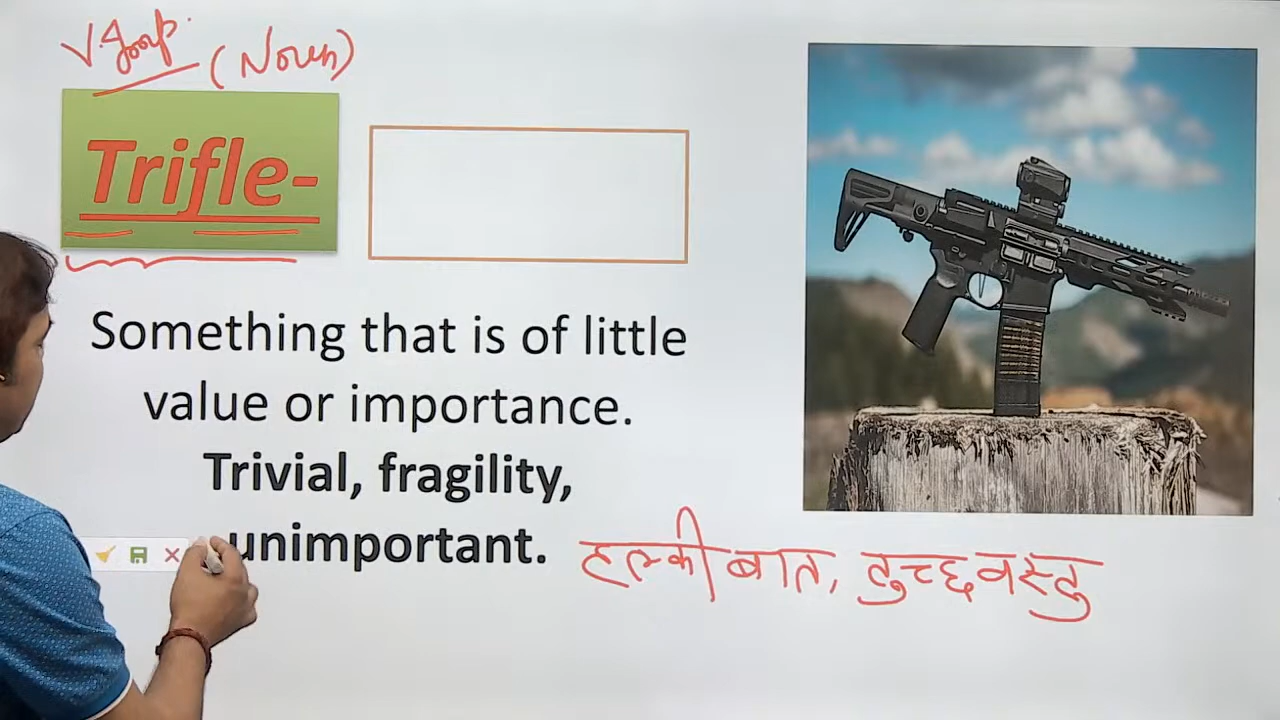 V. Imp.
(Noun)
Trifle-
Something that is of little
value or importance.
Trivial, fragility,
unimportant.
हल्की बात, तुच्छ वस्तु